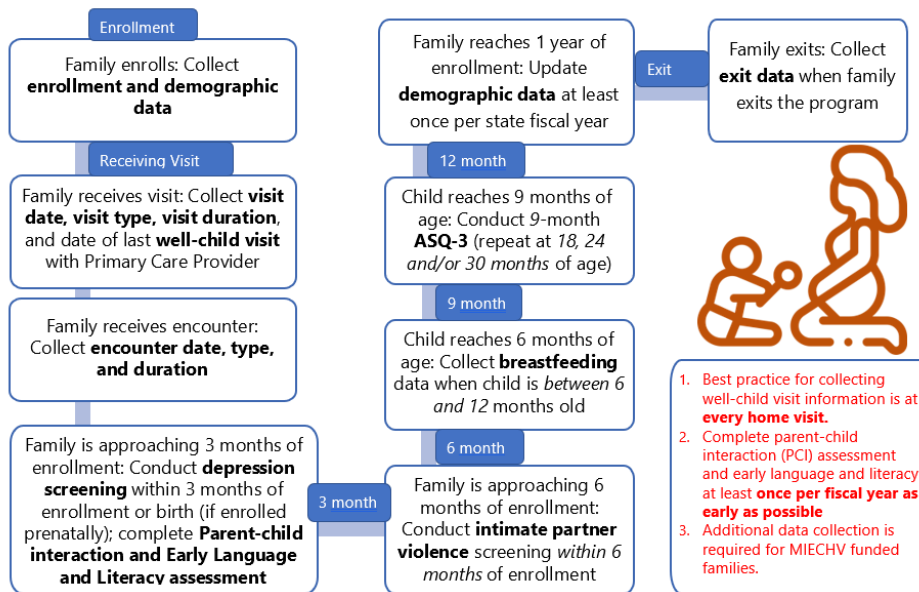 Enrollment
Family enrolls: Collect
enrollment and demographic
data
Receiving Visit
Family receives visit: Collect visit
date, visit type, visit duration,
and date of last well-child visit
with Primary Care Provider
Family receives encounter:
Collect encounter date, type,
and duration
Family is approaching 3 months of
enrollment: Conduct depression
screening within 3 months of
enrollment or birth (if enrolled
prenatally); complete Parent-child
interaction and Early Language
and Literacy assessment
3 month
Family is approaching 6
months of enrollment:
Conduct intimate partner
violence screening within 6
months of enrollment
6 month
Child reaches 6 months of
age: Collect breastfeeding
data when child is between 6
and 12 months old
9 month
Child reaches 9 months of
age: Conduct 9-month
ASQ-3 (repeat at 18, 24
and/or 30 months of age)
12 month
Family reaches 1 year of
enrollment: Update
demographic data at least
once per state fiscal year
Exit
Family exits: Collect
exit data when family
exits the program
1. Best practice for collecting
well-child visit information is at
every home visit.
2. Complete parent-child
interaction (PCI) assessment
and early language and literacy
at least once per fiscal year as
early as possible
3. Additional data collection is
required for MIECHV funded
families.